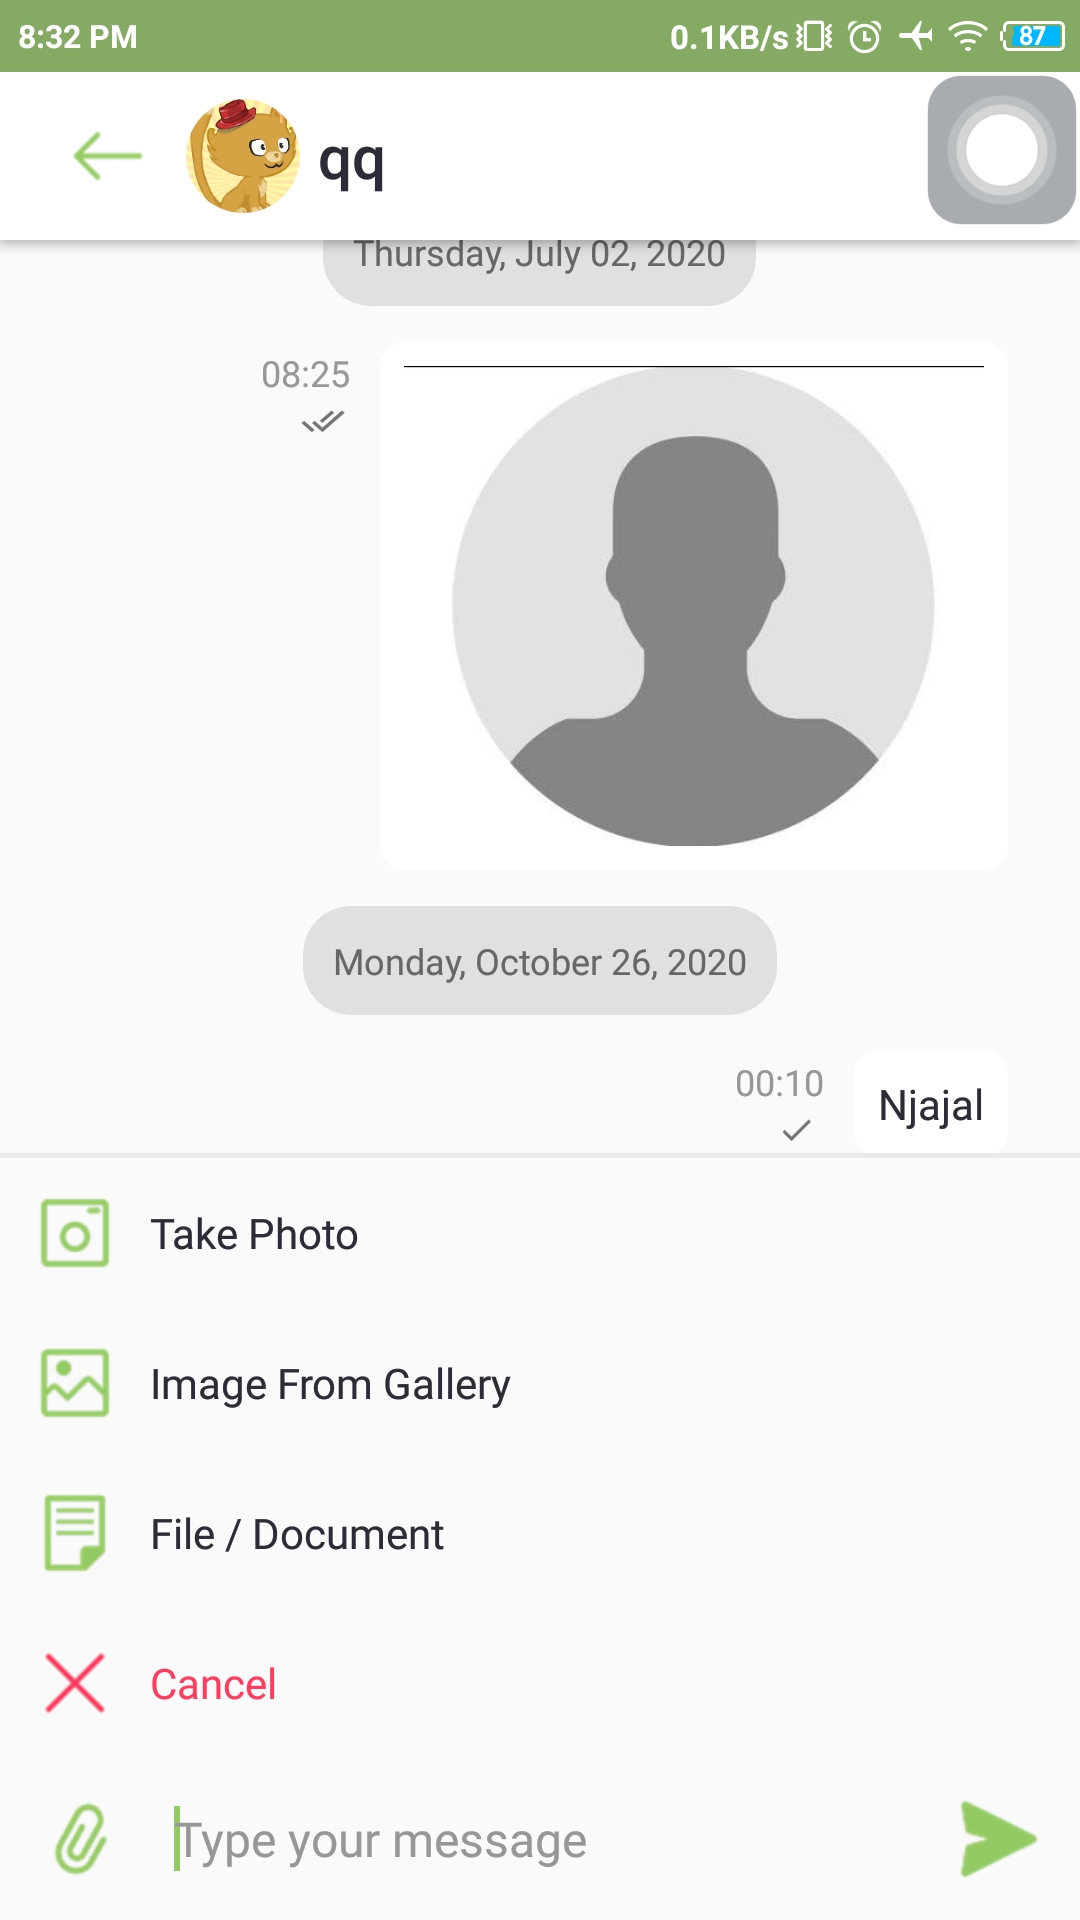 8:32 PM 0.1KB/s 87
qq
Thursday, July 02, 2020
08:25
Monday, October 26, 2020
00:10 Njajal
Take Photo
Image From Gallery
File / Document
Cancel
Type your message